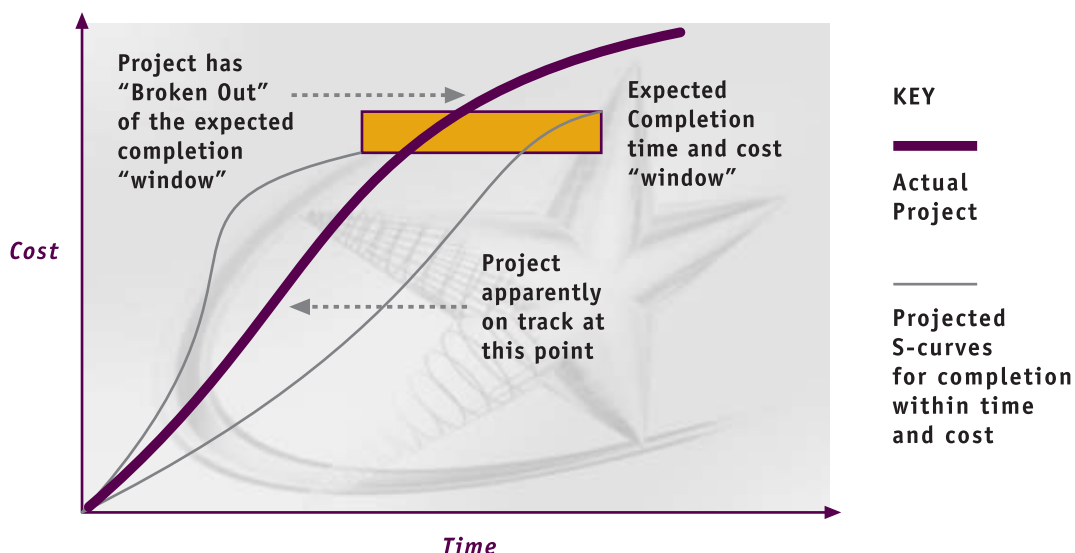 Project has
“Broken Out”
of the expected
completion
“window”
Expected
Completion
time and cost
“window”
Project
apparently
on track at
this point
Cost
Time
KEY
Actual
Project
Projected
S-curves
for completion
within time
and cost